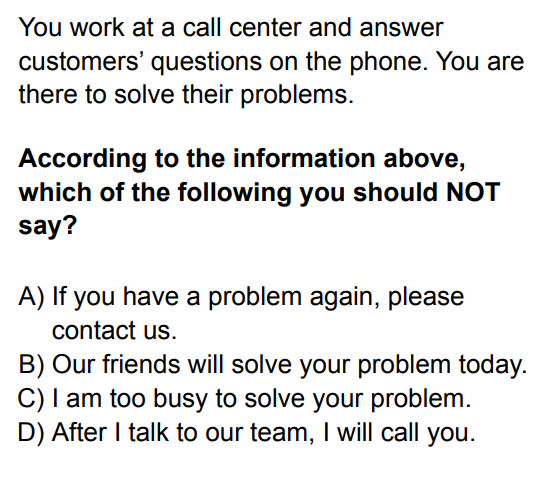 You work at a call center and answer
customers’ questions on the phone. You are
there to solve their problems.
According to the information above,
which of the following you should NOT
say?
A) If you have a problem again, please
contact us.
B) Our friends will solve your problem today.
C) I am too busy to solve your problem.
D) After I talk to our team, I will call you.